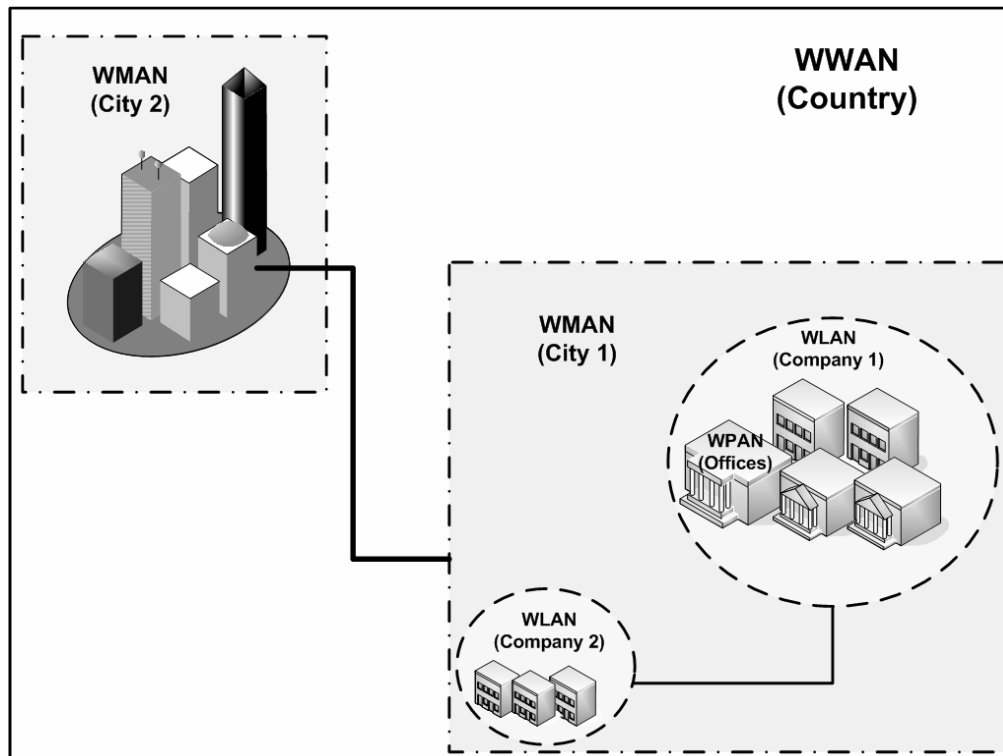 WMAN
(City 2)
WWAN
(Country)
WMAN
(City 1)
WLAN
(Company 1)
WPAN
(Offices)
WLAN
(Company 2)